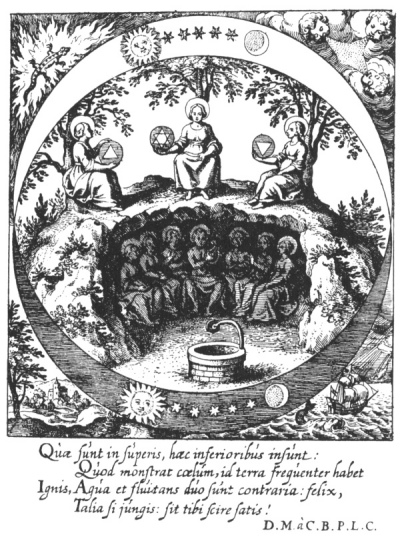 Quæ sunt in superis, hæc inferioribus insunt:
Quod monstrat cœlum, id terra frequenter habet
Ignis, Aqua et fluitans duo sunt contraria: felix,
Talia si jungis: sit tibi scire satis!
D.M à C.B.P.L.C.